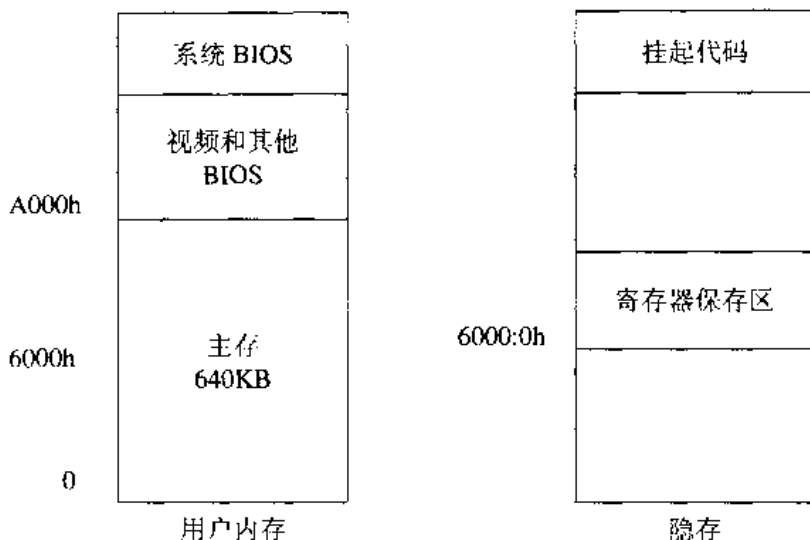 系统 BIOS
视频和其他
BIOS
A000h
主存
640KB
6000h
0
用户内存
挂起代码
寄存器保存区
6000:0h
隐存